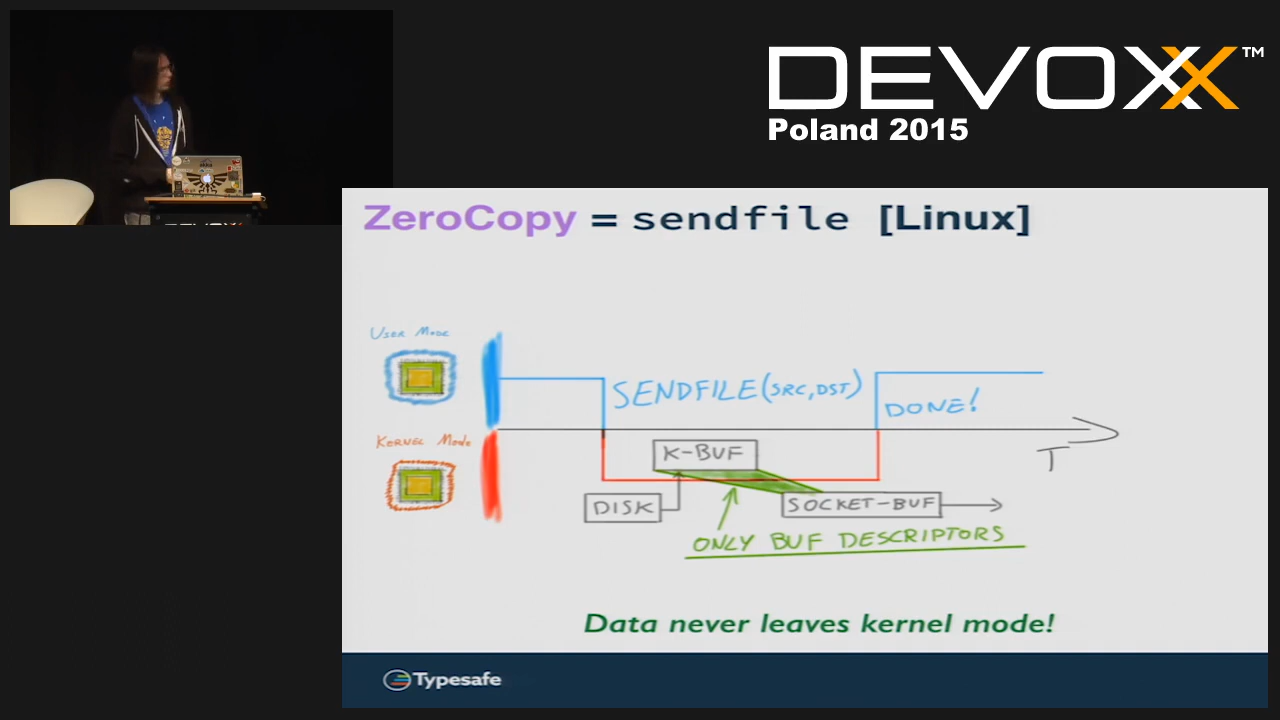 DEVOXX™
Poland 2015
ZeroCopy = sendfile [Linux]
User Mode
SENDFILE(SRC,DST)
DONE!
Kernel Mode
K-BUF
T
DISK
SOCKET-BUF
ONLY BUF DESCRIPTORS
Data never leaves kernel mode!
Typesafe